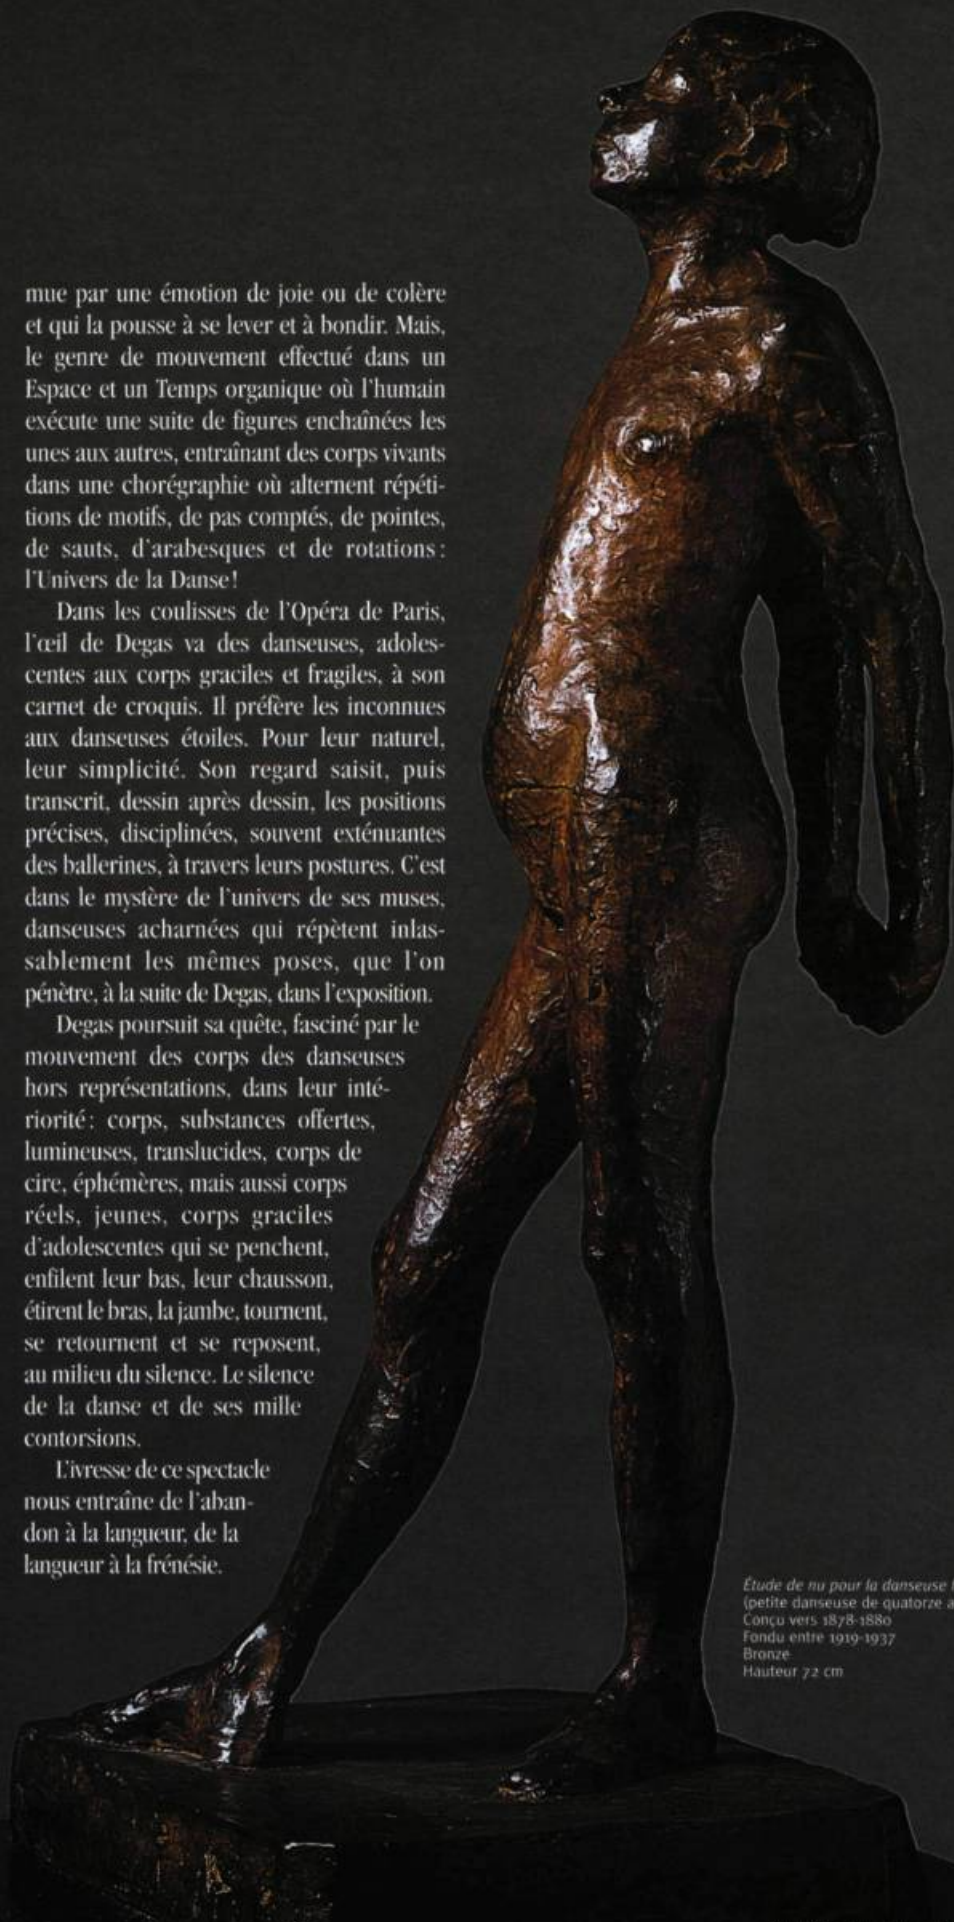 mue par une émotion de joie ou de colère
et qui la pousse à se lever et à bondir. Mais,
le genre de mouvement effectué dans un
Espace et un Temps organique où l'humain
exécute une suite de figures enchaînées les
unes aux autres, entraînant des corps vivants
dans une chorégraphie où alternent répéti-
tions de motifs, de pas comptés, de pointes,
de sauts, d'arabesques et de rotations :
l'Univers de la Danse !
Dans les coulisses de l'Opéra de Paris,
l'œil de Degas va des danseuses, adoles-
centes aux corps graciles et fragiles, à son
carnet de croquis. Il préfère les inconnues
aux danseuses étoiles. Pour leur naturel,
leur simplicité. Son regard saisit, puis
transcrit, dessin après dessin, les positions
précises, disciplinées, souvent exténuantes
des ballerines, à travers leurs postures. C'est
dans le mystère de l'univers de ses muses,
danseuses acharnées qui répètent inlas-
sablement les mêmes poses, que l'on
pénètre, à la suite de Degas, dans l'exposition.
Degas poursuit sa quête, fasciné par le
mouvement des corps des danseuses
hors représentations, dans leur inté-
riorité : corps, substances offertes,
lumineuses, translucides, corps de
cire, éphémères, mais aussi corps
réels, jeunes, corps graciles
d'adolescentes qui se penchent,
enfilent leur bas, leur chausson,
étirent le bras, la jambe, tournent,
se retournent et se reposent,
au milieu du silence. Le silence
de la danse et de ses mille
contorsions.
L'ivresse de ce spectacle
nous entraîne de l'aban-
don à la langueur, de la
langueur à la frénésie.
Étude de nu pour la danseuse
(petite danseuse de quatorze a
Conçu vers 1878-1880
Fondu entre 1919-1937
Bronze
Hauteur 72 cm